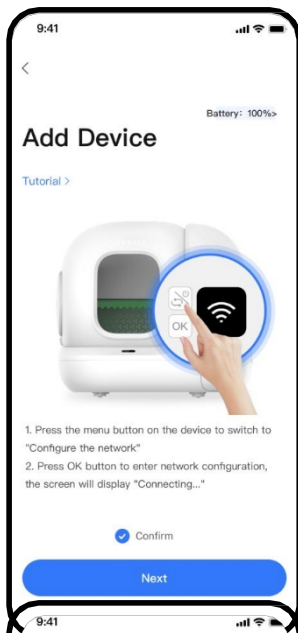 9:41
Battery: 100%>
Add Device
Tutorial >
OK
1. Press the menu button on the device to switch to
"Configure the network"
2. Press OK button to enter network configuration,
the screen will display "Connecting..."
Confirm
Next
9:41